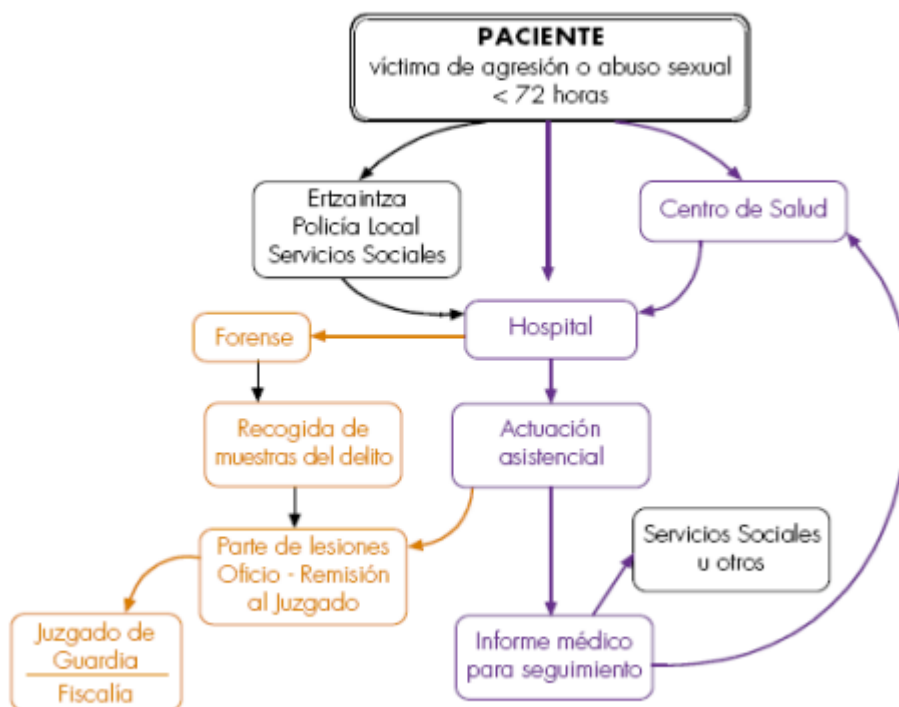 PACIENTE
víctima de agresión o abuso sexual
< 72 horas
Ertzaintza
Policía Local
Servicios Sociales
Centro de Salud
Hospital
Forense
Recogida de
muestras del delito
Actuación
asistencial
Parte de lesiones
Oficio - Remisión
al Juzgado
Servicios Sociales
u otros
Juzgado de
Guardia
Fiscalía
Informe médico
para seguimiento